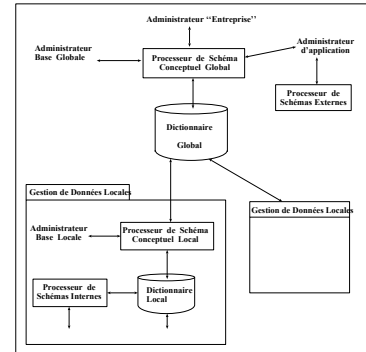 Administrateur "Entreprise"
Administrateur
Base Globale
Processeur de Schéma
Conceptuel Global
Administrateur
d'application
Processeur de
Schémas Externes
Dictionnaire
Global
Gestion de Données Locales
Administrateur
Base Locale
Processeur de Schéma
Conceptuel Local
Processeur de
Schémas Internes
Dictionnaire
Local
Gestion de Données Locales